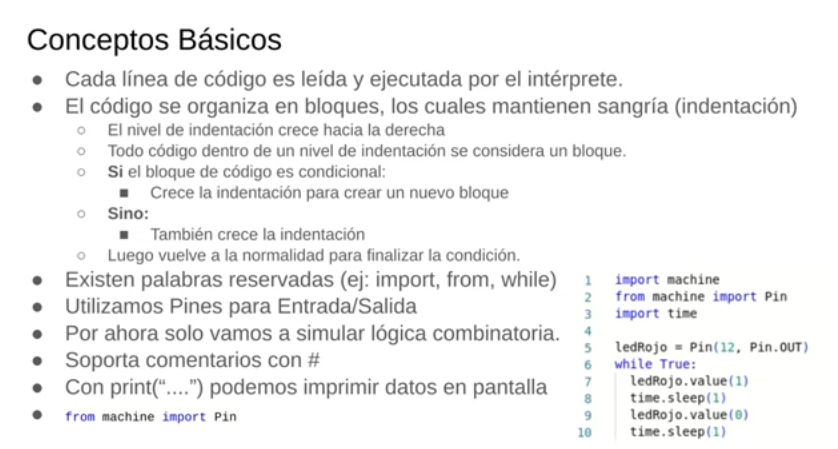 Conceptos Básicos
● Cada línea de código es leída y ejecutada por el intérprete.
● El código se organiza en bloques, los cuales mantienen sangría (indentación)
○ El nivel de indentación crece hacia la derecha
○ Todo código dentro de un nivel de indentación se considera un bloque.
○ Si el bloque de código es condicional:
■ Crece la indentación para crear un nuevo bloque
○ Sino:
■ También crece la indentación
○ Luego vuelve a la normalidad para finalizar la condición.
● Existen palabras reservadas (ej: import, from, while)
● Utilizamos Pines para Entrada/Salida
● Por ahora solo vamos a simular lógica combinatoria.
● Soporta comentarios con #
● Con print(“....”) podemos imprimir datos en pantalla
● from machine import Pin
1 import machine
2 from machine import Pin
3 import time
4
5 ledRojo = Pin(12, Pin.OUT)
6 while True:
7 ledRojo.value(1)
8 time.sleep(1)
9 ledRojo.value(0)
10 time.sleep(1)